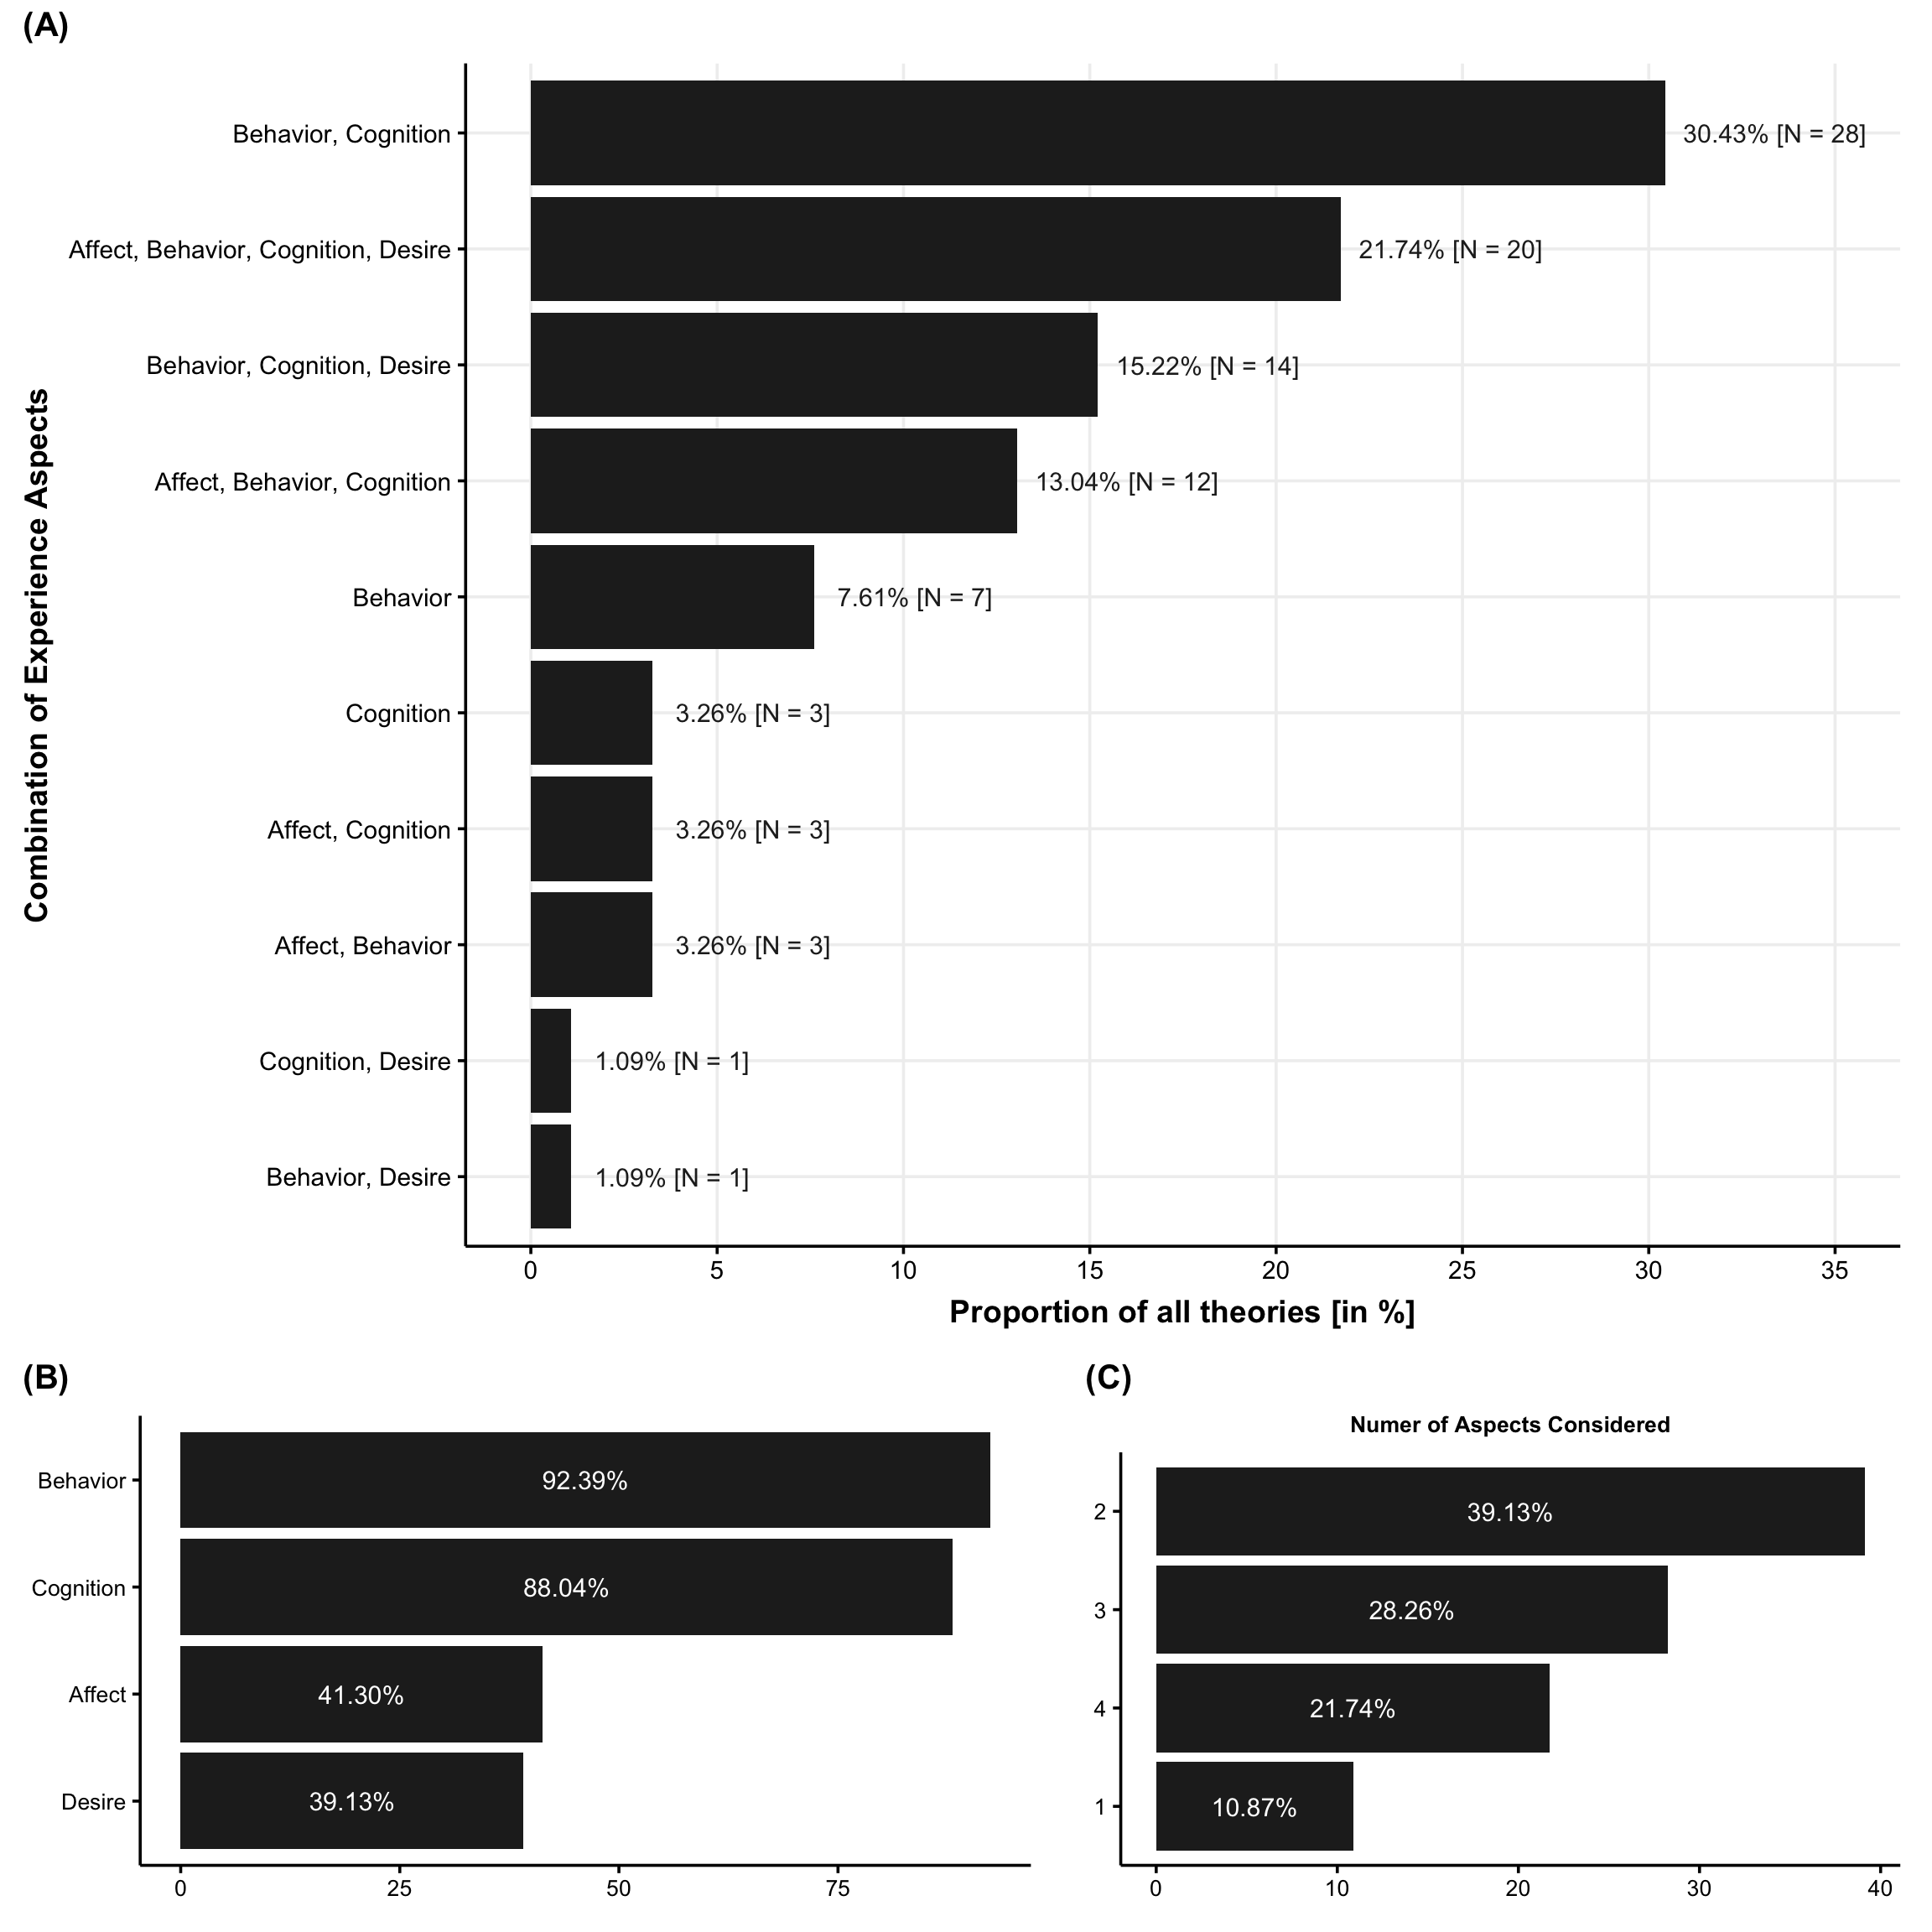 (A)
Combination of Experience Aspects
Behavior, Cognition
30.43% [N = 28]
Affect, Behavior, Cognition, Desire
21.74% [N = 20]
Behavior, Cognition, Desire
15.22% [N = 14]
Affect, Behavior, Cognition
13.04% [N = 12]
Behavior
7.61% [N = 7]
Cognition
3.26% [N = 3]
Affect, Cognition
3.26% [N = 3]
Affect, Behavior
3.26% [N = 3]
Cognition, Desire
1.09% [N = 1]
Behavior, Desire
1.09% [N = 1]
0 5 10 15 20 25 30 35
Proportion of all theories [in %]
(B)
Behavior
92.39%
Cognition
88.04%
Affect
41.30%
Desire
39.13%
0 25 50 75
(C)
Numer of Aspects Considered
2
39.13%
3
28.26%
4
21.74%
1
10.87%
0 10 20 30 40